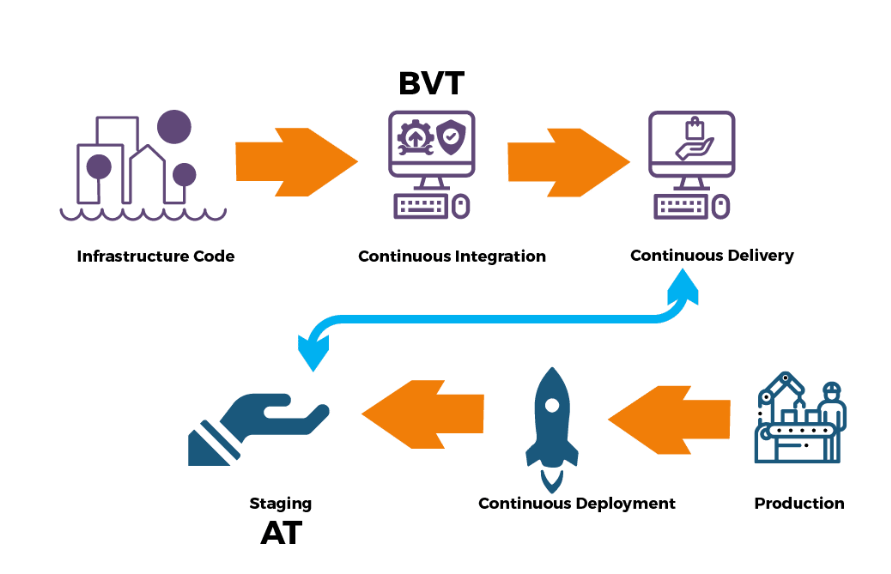 BVT
Infrastructure Code
Continuous Integration
Continuous Delivery
Staging
Continuous Deployment
Production
AT